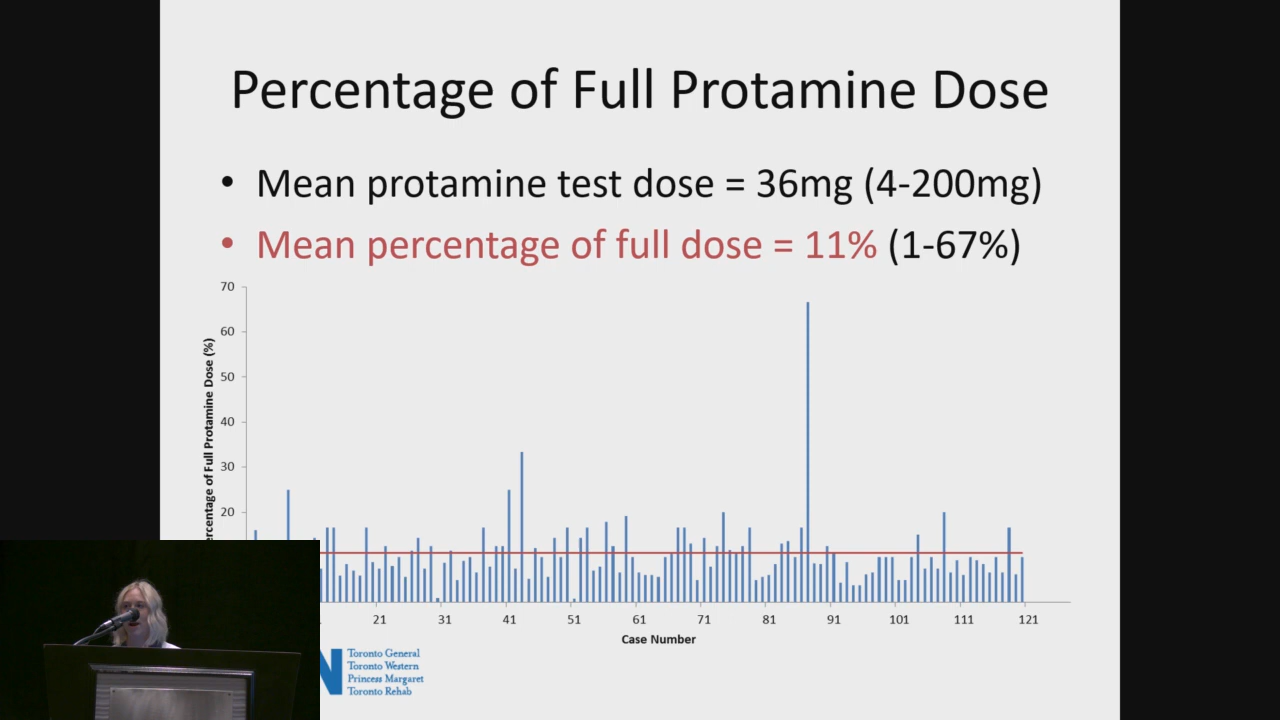 Percentage of Full Protamine Dose
• Mean protamine test dose = 36mg (4-200mg)
• Mean percentage of full dose = 11% (1-67%)
70
60
50
40
30
20
Percentage of Full Protamine Dose (%)
21 31 41 51 61 71 81 91 101 111 121
Case Number
Toronto General
Toronto Western
Princess Margaret
Toronto Rehab